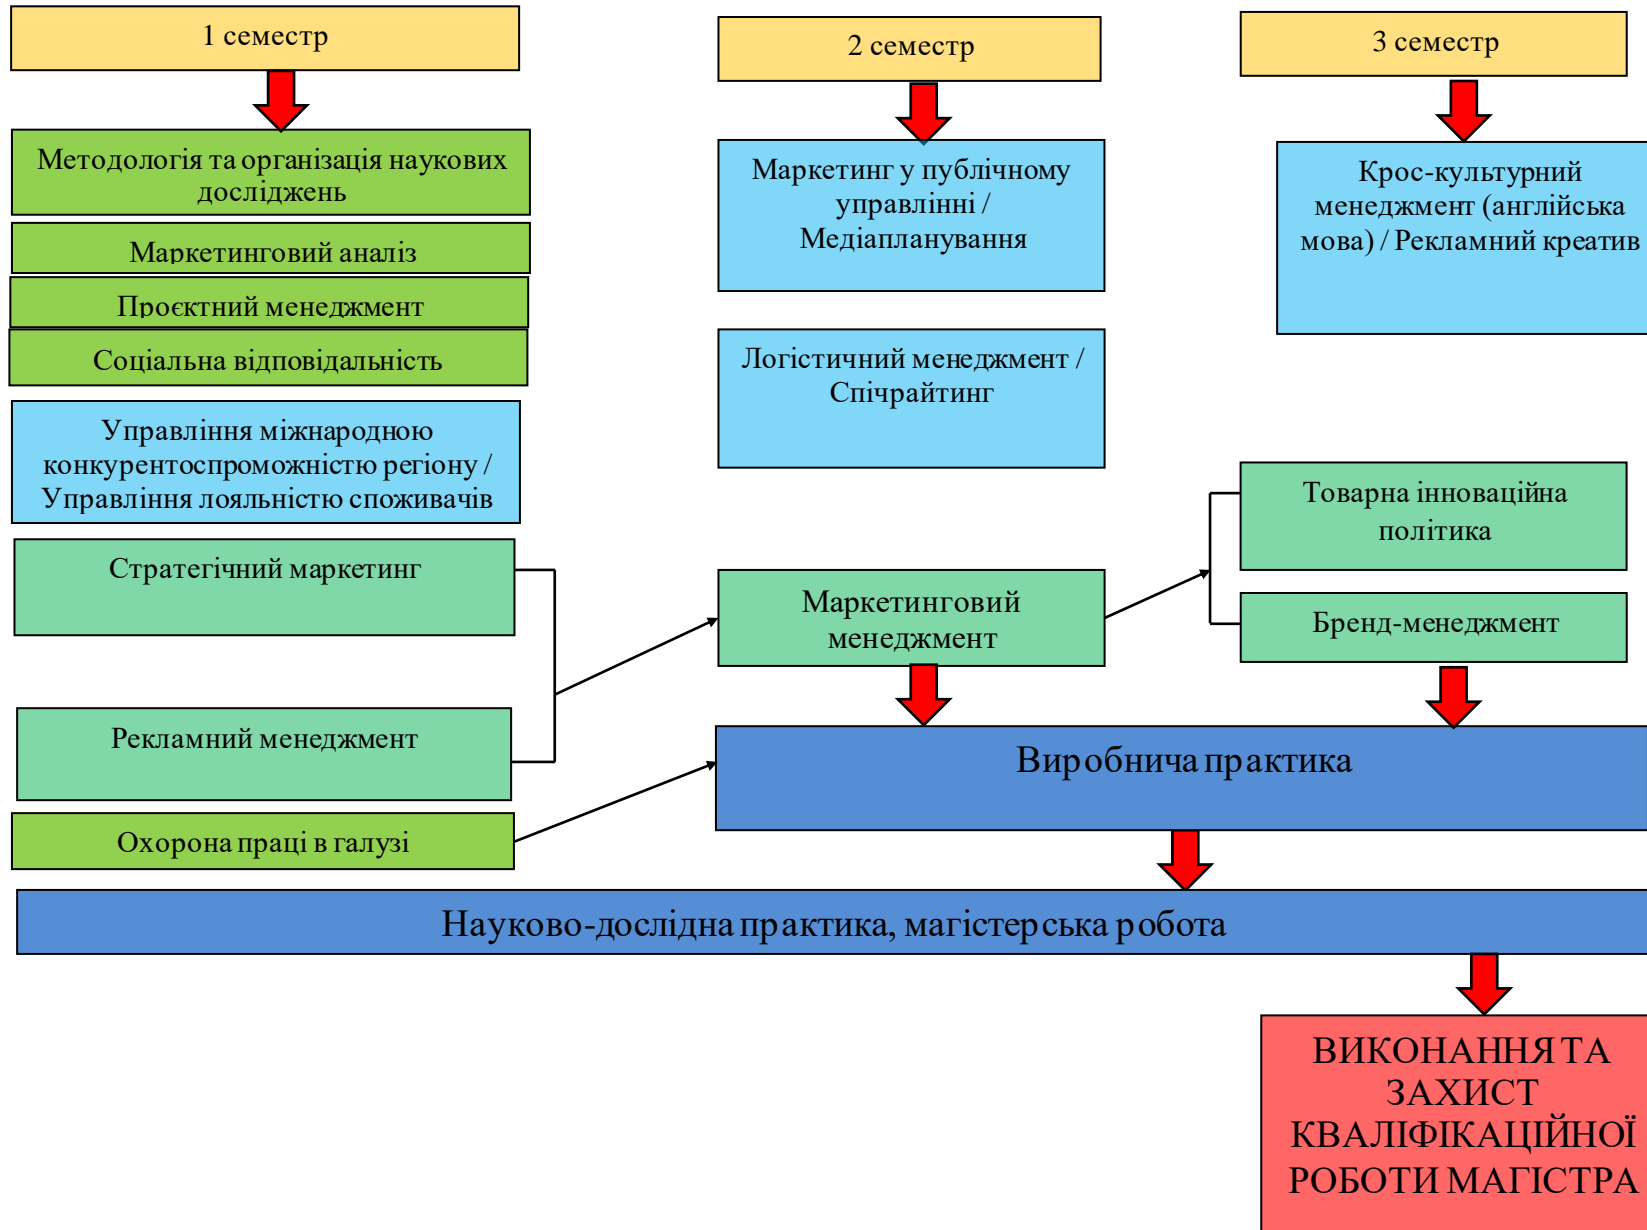 1 семестр
2 семестр
3 семестр
Методологія та організація наукових
досліджень
Маркетинговий аналіз
Проєктний менеджмент
Соціальна відповідальність
Управління міжнародною
конкурентоспроможністю регіону /
Управління лояльністю споживачів
Стратегічний маркетинг
Рекламний менеджмент
Охорона праці в галузі
Маркетинг у публічному
управлінні /
Медіапланування
Логістичний менеджмент /
Спічрайтинг
Маркетинговий
менеджмент
Крос-культурний
менеджмент (англійська
мова) / Рекламний креатив
Товарна інноваційна
політика
Бренд-менеджмент
Виробнича практика
Науково-дослідна практика, магістерська робота
ВИКОНАННЯ ТА
ЗАХИСТ
КВАЛІФІКАЦІЙНОЇ
РОБОТИ МАГІСТРА